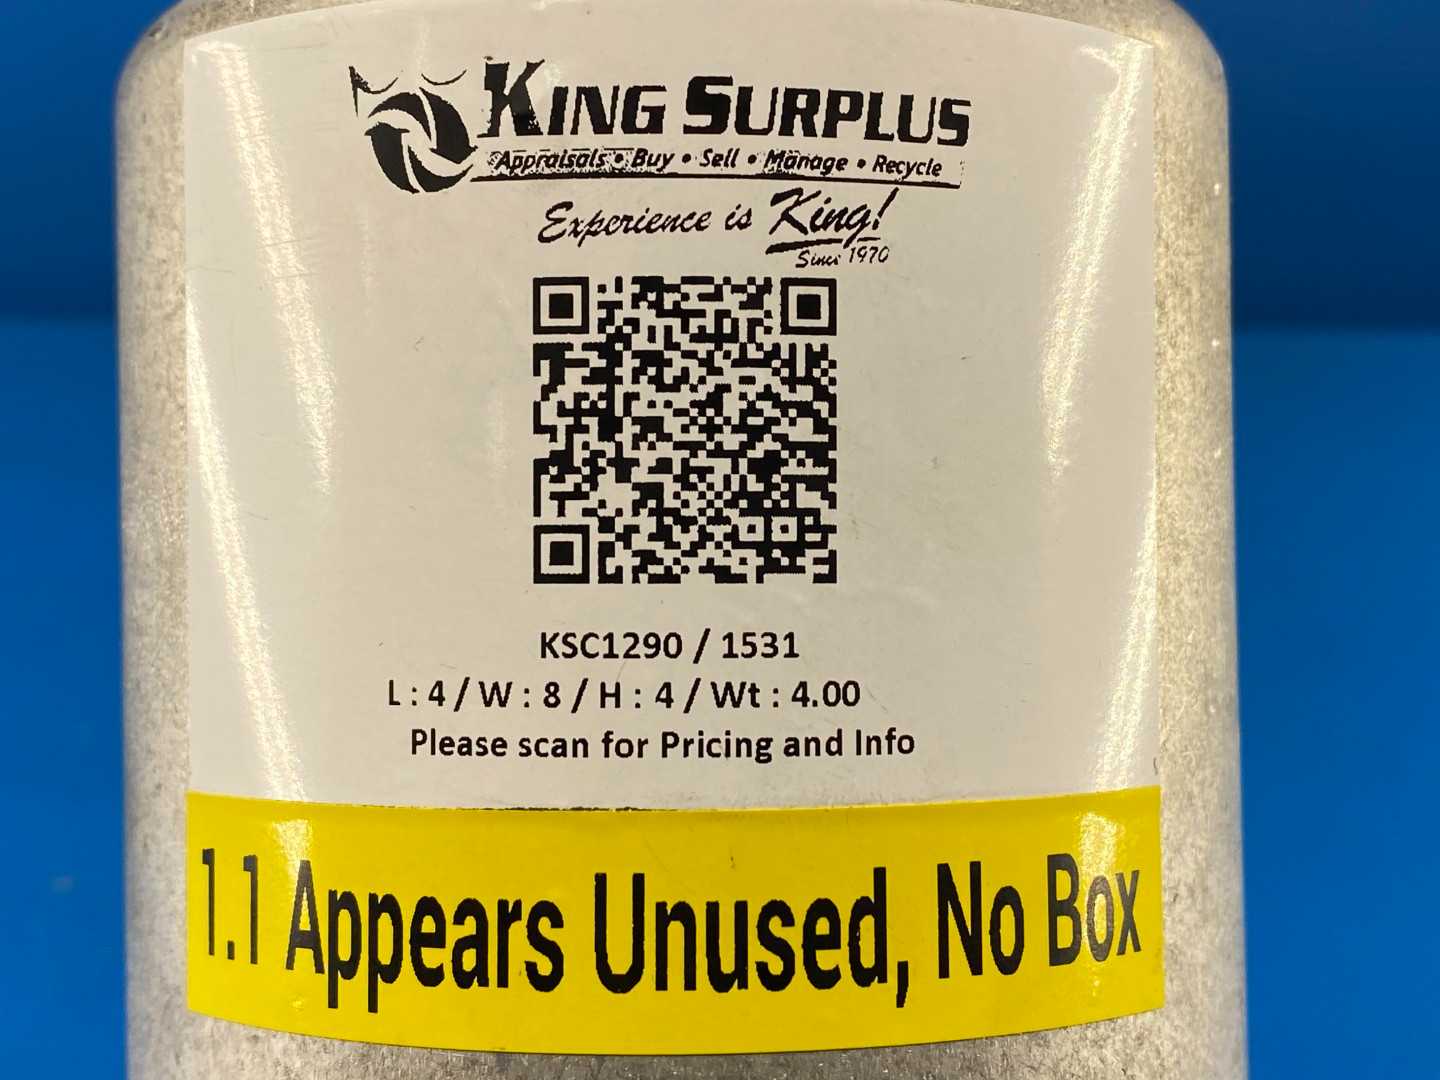 KING SURPLUS
Appraisals • Buy • Sell • Manage • Recycle
Experience is King!
Since 1970
KSC1290 / 1531
L : 4 / W : 8 / H : 4 / Wt : 4.00
Please scan for Pricing and Info
1.1 Appears Unused, No Box